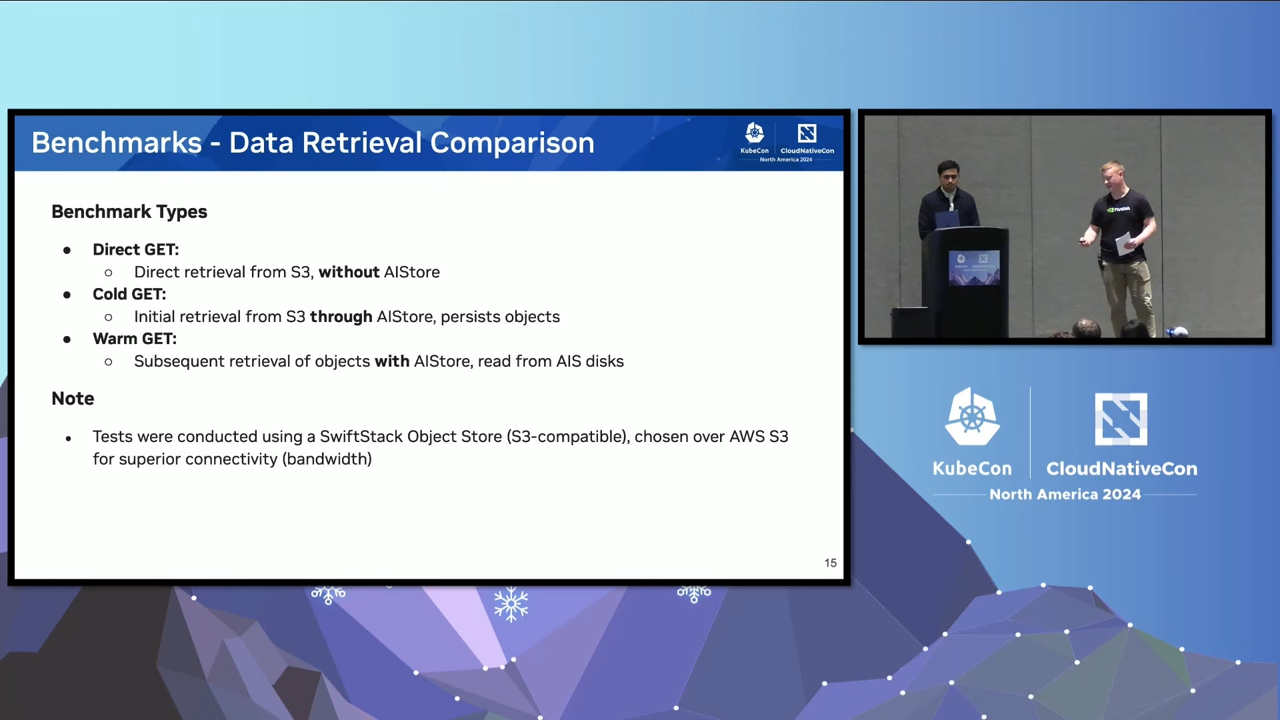 Benchmarks - Data Retrieval Comparison
KubeCon
CloudNativeCon
North America 2024
Benchmark Types
● Direct GET:
○ Direct retrieval from S3, without AIStore
● Cold GET:
○ Initial retrieval from S3 through AIStore, persists objects
● Warm GET:
○ Subsequent retrieval of objects with AIStore, read from AIS disks
Note
● Tests were conducted using a SwiftStack Object Store (S3-compatible), chosen over AWS S3
for superior connectivity (bandwidth)
15
NVIDIA
KubeCon
CloudNativeCon
North America 2024